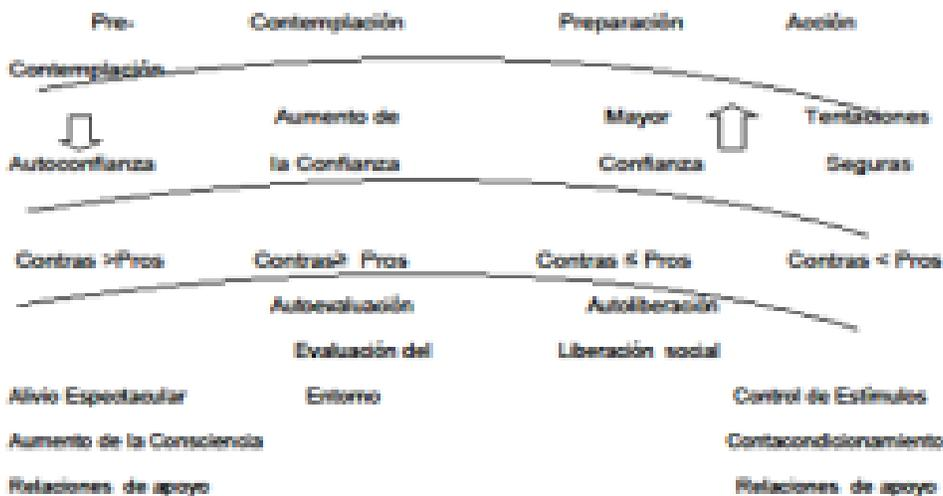 Pre- Contemplación Preparación Acción
Contemplación
Aumento de Mayor Tentaciones
Autoconfianza la Confianza Confianza Seguras
Contras >Pros Contras≥ Pros Contras ≤ Pros Contras < Pros
Autoevaluación Autoliberación
Evaluación del Liberación social
Alivio Espectacular Entorno Control de Estímulos
Aumento de la Consciencia Contacondicionamiento
Relaciones de apoyo Relaciones de apoyo